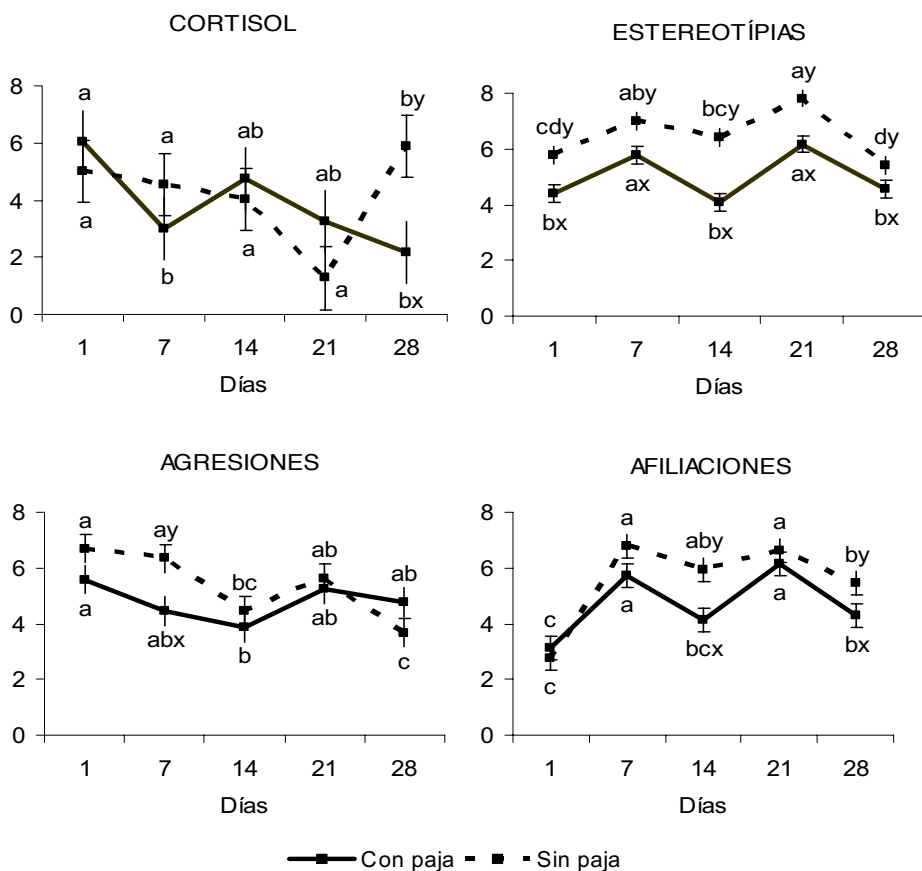 CORTISOL
8
6
4
2
0
a
a
ab
ab
by
a
b
a
a
bx
1 7 14 21 28
Días
ESTEREOTÍPIAS
8
6
4
2
0
cdy
aby
bcy
ay
dy
bx
ax
bx
ax
bx
1 7 14 21 28
Días
AGRESIONES
8
6
4
2
0
a
ay
bc
ab
ab
a
abx
b
ab
c
1 7 14 21 28
Días
AFILIACIONES
8
6
4
2
0
c
a
aby
a
by
c
a
bcx
a
bx
1 7 14 21 28
Días
Con paja Sin paja